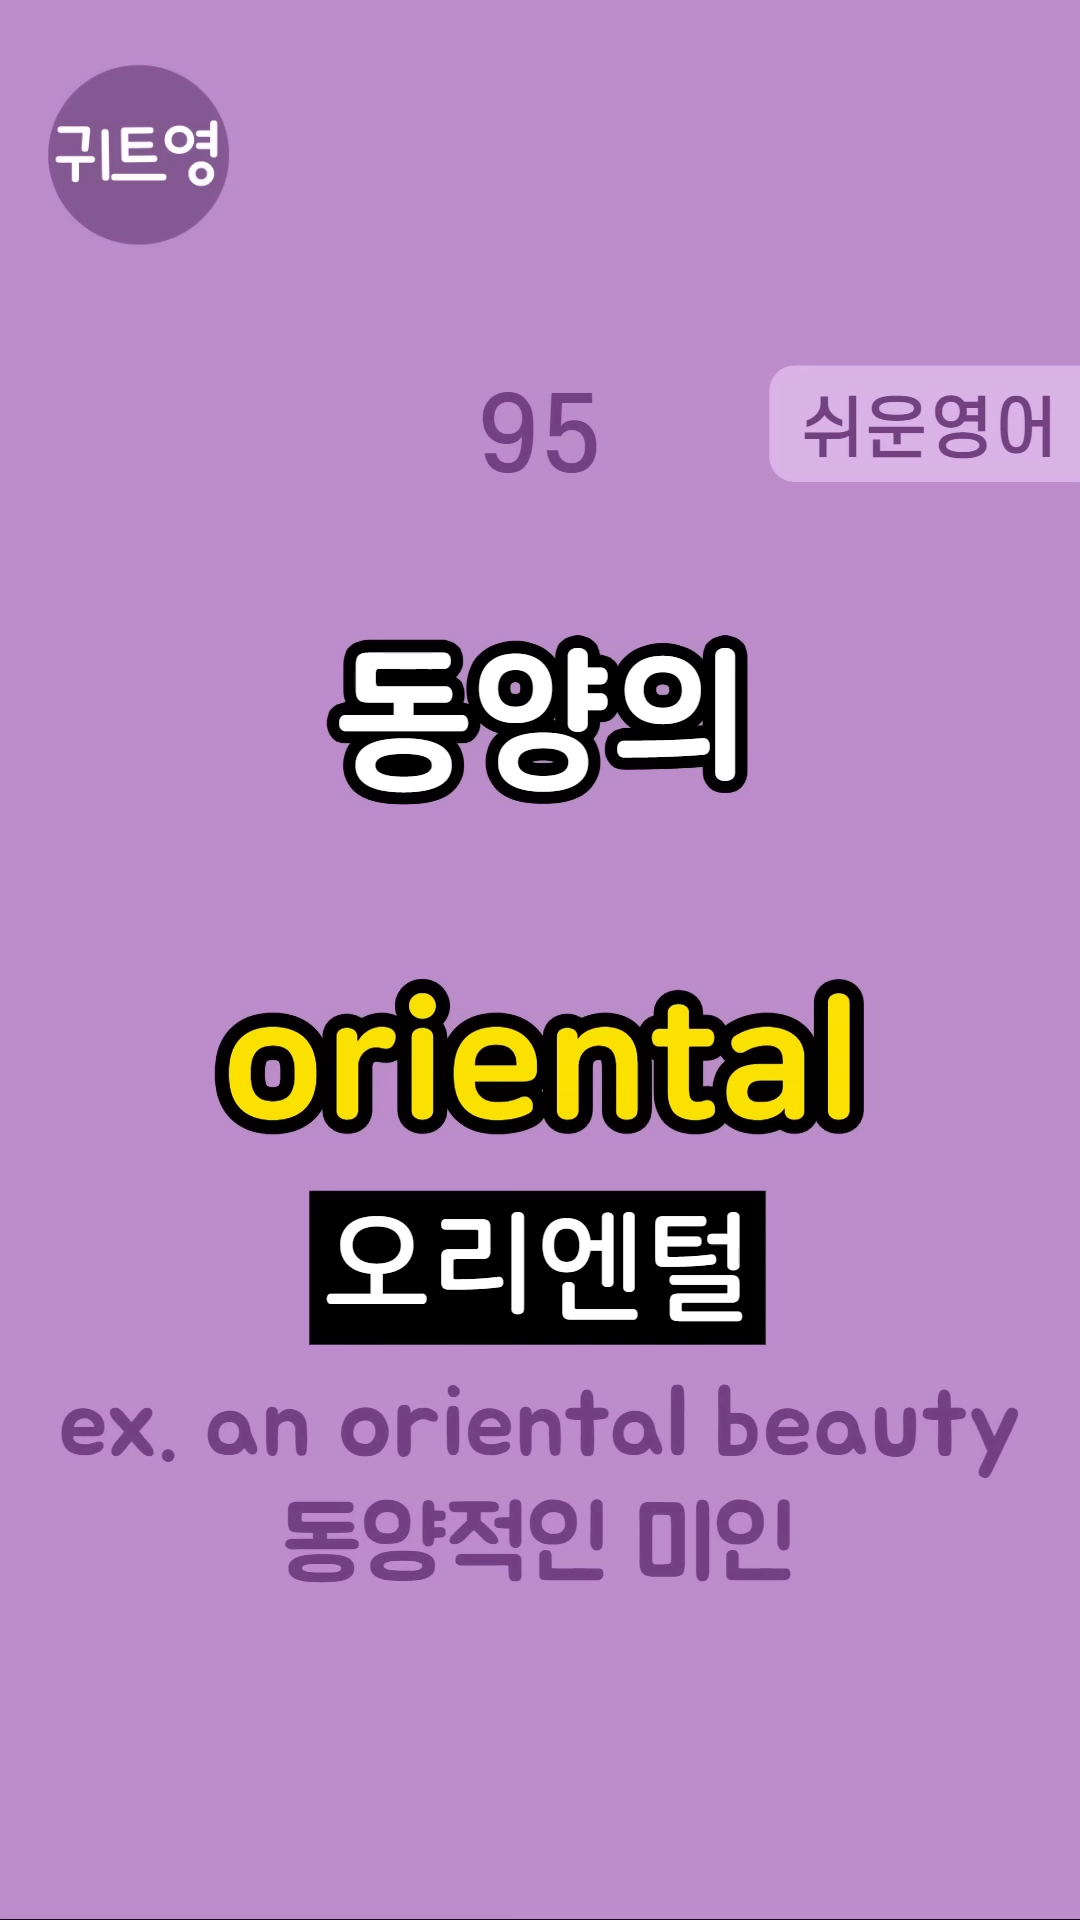 귀트영
95
쉬운영어
동양의
oriental
오리엔털
ex. an oriental beauty
동양적인 미인